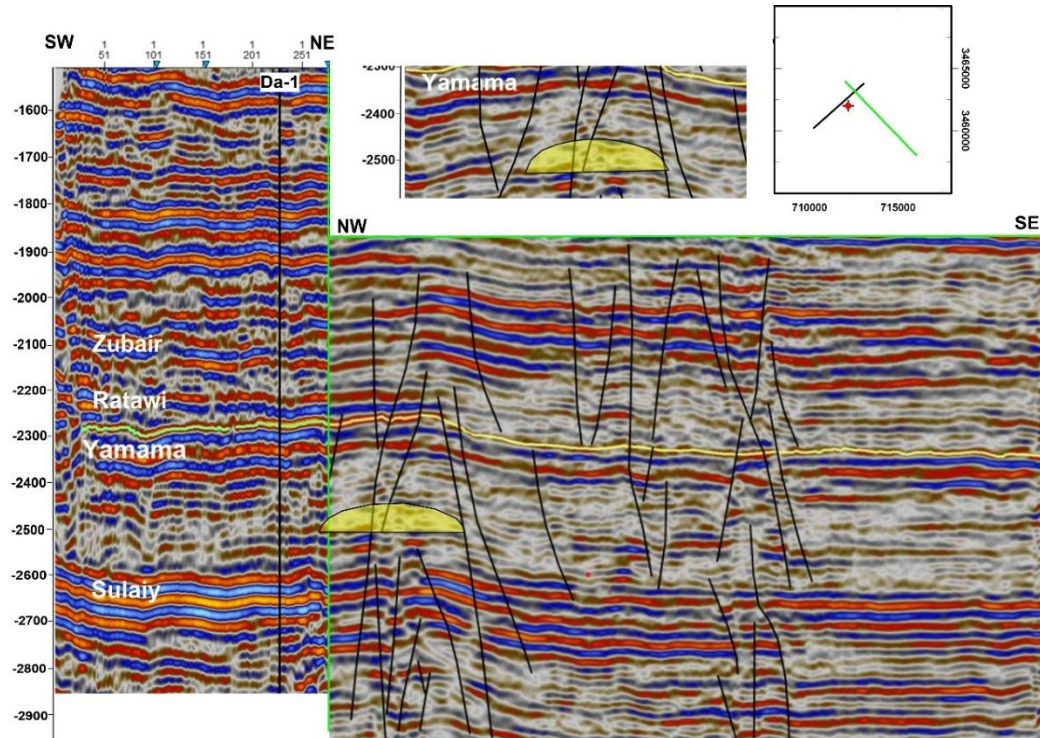 SW
NE
1 1 1 1 1
51 101 151 201 251
Da-1
-1600
-1700
-1800
-1900
-2000
-2100
-2200
-2300
-2400
-2500
-2600
-2700
-2800
-2900
Zubair
Ratawi
Yamama
Sulaiy
-2300
-2400
-2500
Yamama
3465000
3460000
710000 715000
NW
SE